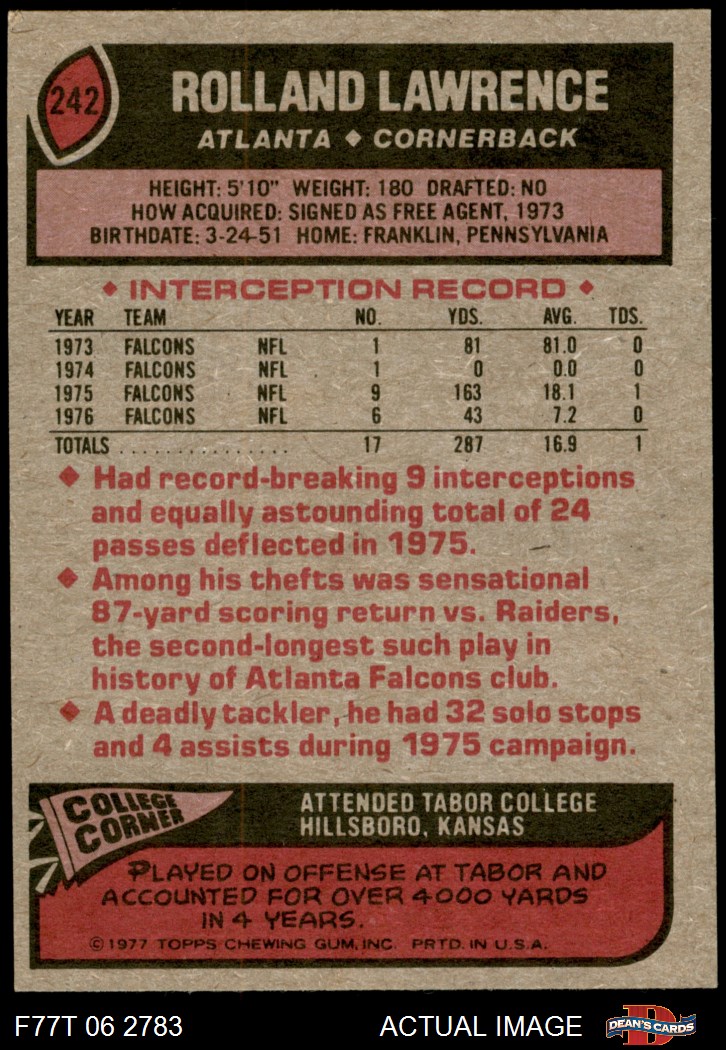 242
ROLLAND LAWRENCE
ATLANTA ◆ CORNERBACK
HEIGHT: 5'10" WEIGHT: 180 DRAFTED: NO
HOW ACQUIRED: SIGNED AS FREE AGENT, 1973
BIRTHDATE: 3-24-51 HOME: FRANKLIN, PENNSYLVANIA
◆ INTERCEPTION RECORD ◆
YEAR TEAM NO. YDS. AVG. TDS.
1973 FALCONS NFL 1 81 81.0 0
1974 FALCONS NFL 1 0 0.0 0
1975 FALCONS NFL 9 163 18.1 1
1976 FALCONS NFL 6 43 7.2 0
TOTALS . . . . . . . . . . . . . . . . 17 287 16.9 1
◆ Had record-breaking 9 interceptions
and equally astounding total of 24
passes deflected in 1975.
◆ Among his thefts was sensational
87-yard scoring return vs. Raiders,
the second-longest such play in
history of Atlanta Falcons club.
◆ A deadly tackler, he had 32 solo stops
and 4 assists during 1975 campaign.
COLLEGE
CORNER
ATTENDED TABOR COLLEGE
HILLSBORO, KANSAS
PLAYED ON OFFENSE AT TABOR AND
ACCOUNTED FOR OVER 4000 YARDS
IN 4 YEARS.
©1977 TOPPS CHEWING GUM, INC. PRTD. IN U.S.A.
F77T 06 2783 ACTUAL IMAGE
D
DEAN'S CARDS